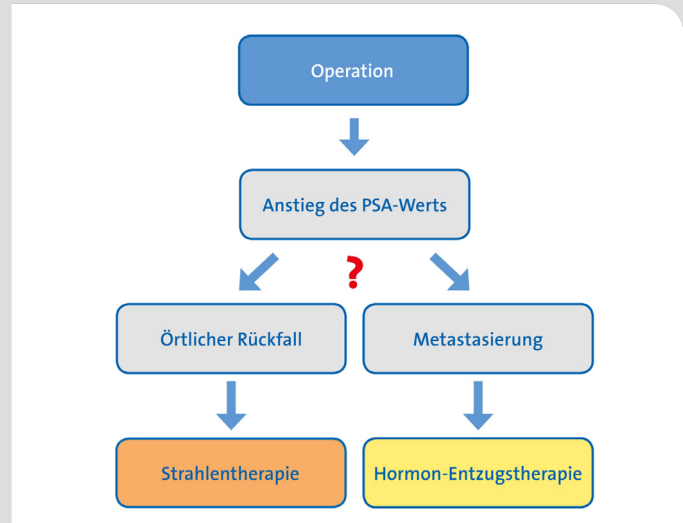 Operation
Anstieg des PSA-Werts
?
Örtlicher Rückfall
Metastasierung
Strahlentherapie
Hormon-Entzugstherapie